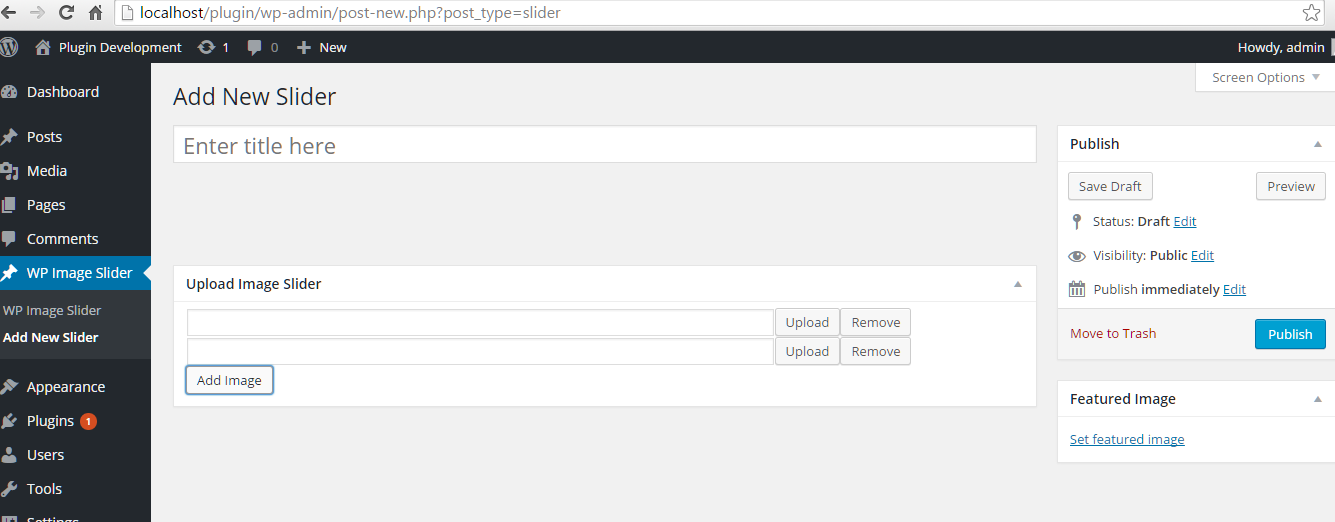 localhost/plugin/wp-admin/post-new.php?post_type=slider
Plugin Development 1 0 New Howdy, admin
Screen Options
Dashboard
Posts
Media
Pages
Comments
WP Image Slider
WP Image Slider
Add New Slider
Appearance
Plugins 1
Users
Tools
Settings
Add New Slider
Enter title here
Upload Image Slider
Upload Remove
Upload Remove
Add Image
Publish
Save Draft Preview
Status: Draft Edit
Visibility: Public Edit
Publish immediately Edit
Move to Trash Publish
Featured Image
Set featured image